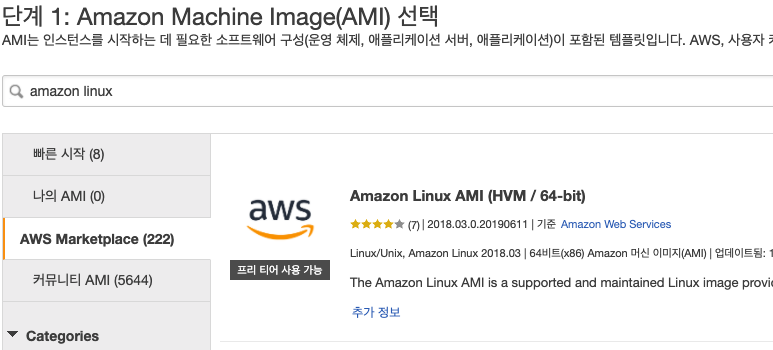 단계 1: Amazon Machine Image(AMI) 선택
AMI는 인스턴스를 시작하는 데 필요한 소프트웨어 구성(운영 체제, 애플리케이션 서버, 애플리케이션)이 포함된 템플릿입니다. AWS, 사용자
amazon linux
빠른 시작 (8)
나의 AMI (0)
AWS Marketplace (222)
커뮤니티 AMI (5644)
Categories
aws
프리 티어 사용 가능
Amazon Linux AMI (HVM / 64-bit)
(7) | 2018.03.0.20190611 | 기준 Amazon Web Services
Linux/Unix, Amazon Linux 2018.03 | 64비트(x86) Amazon 머신 이미지(AMI) | 업데이트됨: 1
The Amazon Linux AMI is a supported and maintained Linux image
추가 정보